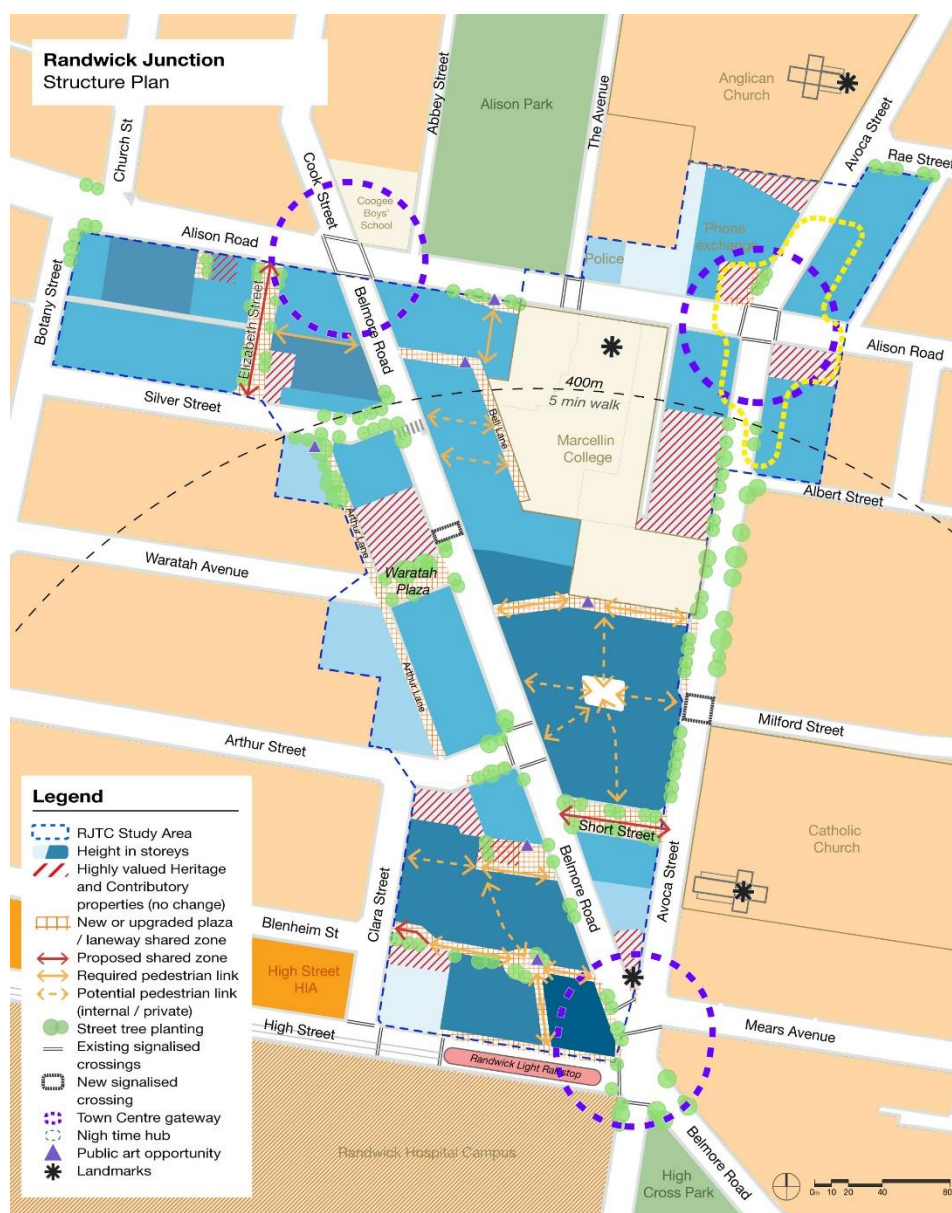 Randwick Junction
Structure Plan
Church St
Cook Street
Abbey Street
Alison Park
The Avenue
Anglican
Church
Avoca Street
Rae Street
Coogee
Boys'
School
Alison Road
Police
Phone
exchange
Botany Street
Elizabeth Street
Belmore Road
Alison Road
400m
5 min walk
Silver Street
Bell Lane
Marcellin
College
Albert Street
Arthur Lane
Waratah Avenue
Waratah
Plaza
Arthur Lane
Arthur Street
Milford Street
Short Street
Belmore Road
Avoca Street
Catholic
Church
Clara Street
Blenheim St
High Street
HIA
High Street
Mears Avenue
Randwick Light Rail stop
Randwick Hospital Campus
High
Cross Park
Belmore Road
0m 10 20 40 80
Legend
RJTC Study Area
Height in storeys
Highly valued Heritage
and Contributory
properties (no change)
New or upgraded plaza
/ laneway shared zone
Proposed shared zone
Required pedestrian link
Potential pedestrian link
(internal / private)
Street tree planting
Existing signalised
crossings
New signalised
crossing
Town Centre gateway
Nigh time hub
Public art opportunity
Landmarks